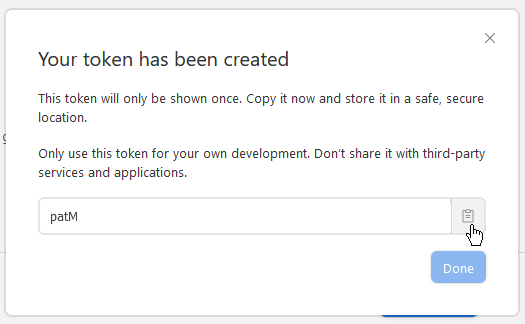 Your token has been created
This token will only be shown once. Copy it now and store it in a safe, secure
location.
Only use this token for your own development. Don’t share it with third-party
services and applications.
patM
Done